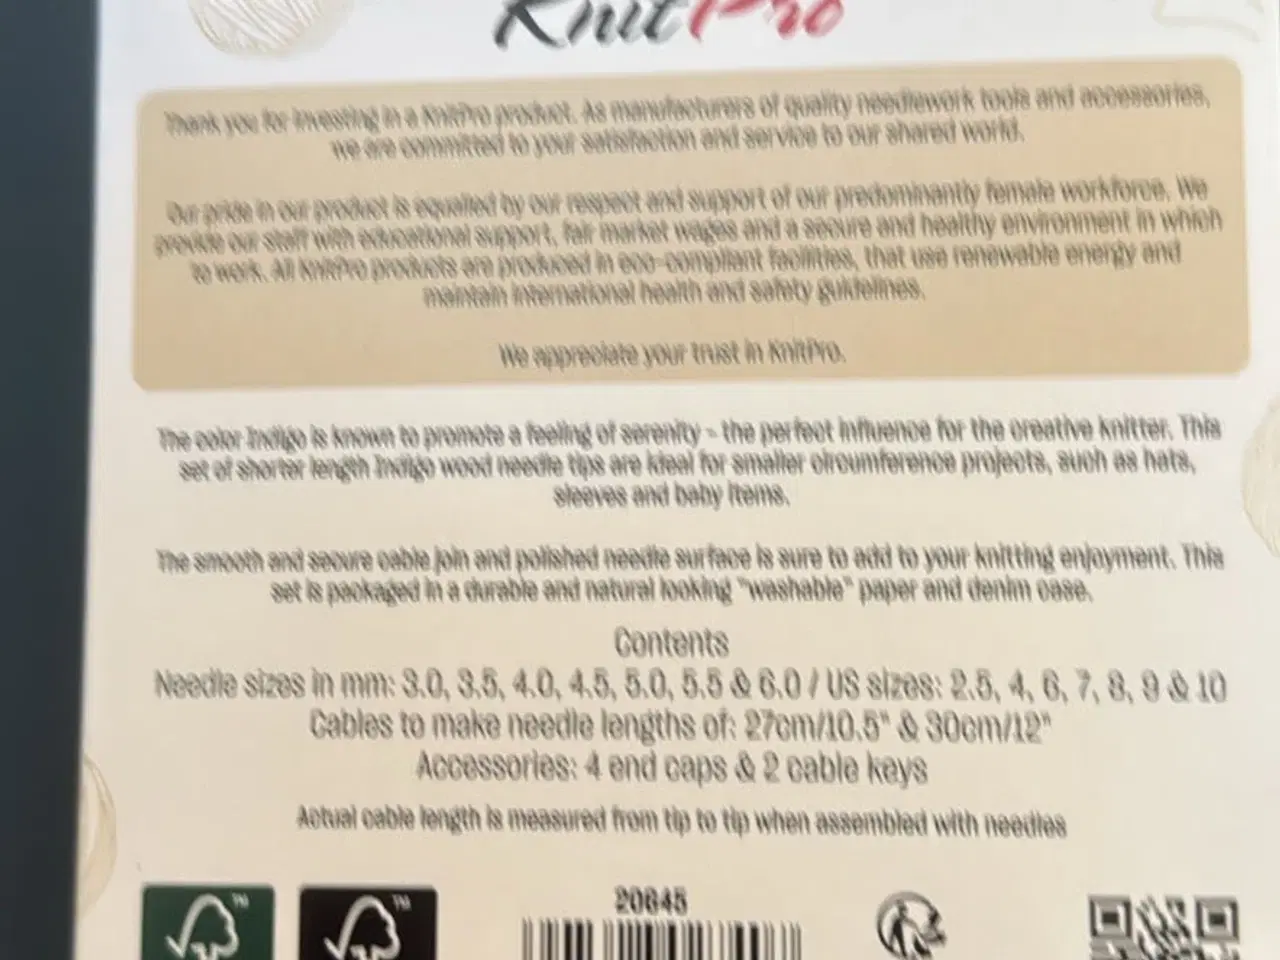 KnitPro
Thank you for investing in a KnitPro product. As manufacturers of quality needlework tools and accessories,
we are committed to your satisfaction and service to our shared world.
Our pride in our product is equalled by our respect and support of our predominantly female workforce. We
provide our staff with educational support, fair market wages and a secure and healthy environment in which
to work. All KnitPro products are produced in eco-compliant facilities, that use renewable energy and
maintain international health and safety guidelines.
We appreciate your trust in KnitPro.
The color Indigo is known to promote a feeling of serenity - the perfect influence for the creative knitter. This
set of shorter length Indigo wood needle tips are ideal for smaller circumference projects, such as hats,
sleeves and baby items.
The smooth and secure cable join and polished needle surface is sure to add to your knitting enjoyment. This
set is packaged in a durable and natural looking "washable" paper and denim case.
Contents
Needle sizes in mm: 3.0, 3.5, 4.0, 4.5, 5.0, 5.5 & 6.0 / US sizes: 2.5, 4, 6, 7, 8, 9 & 10
Cables to make needle lengths of: 27cm/10.5" & 30cm/12"
Accessories: 4 end caps & 2 cable keys
Actual cable length is measured from tip to tip when assembled with needles
TM TM
20645